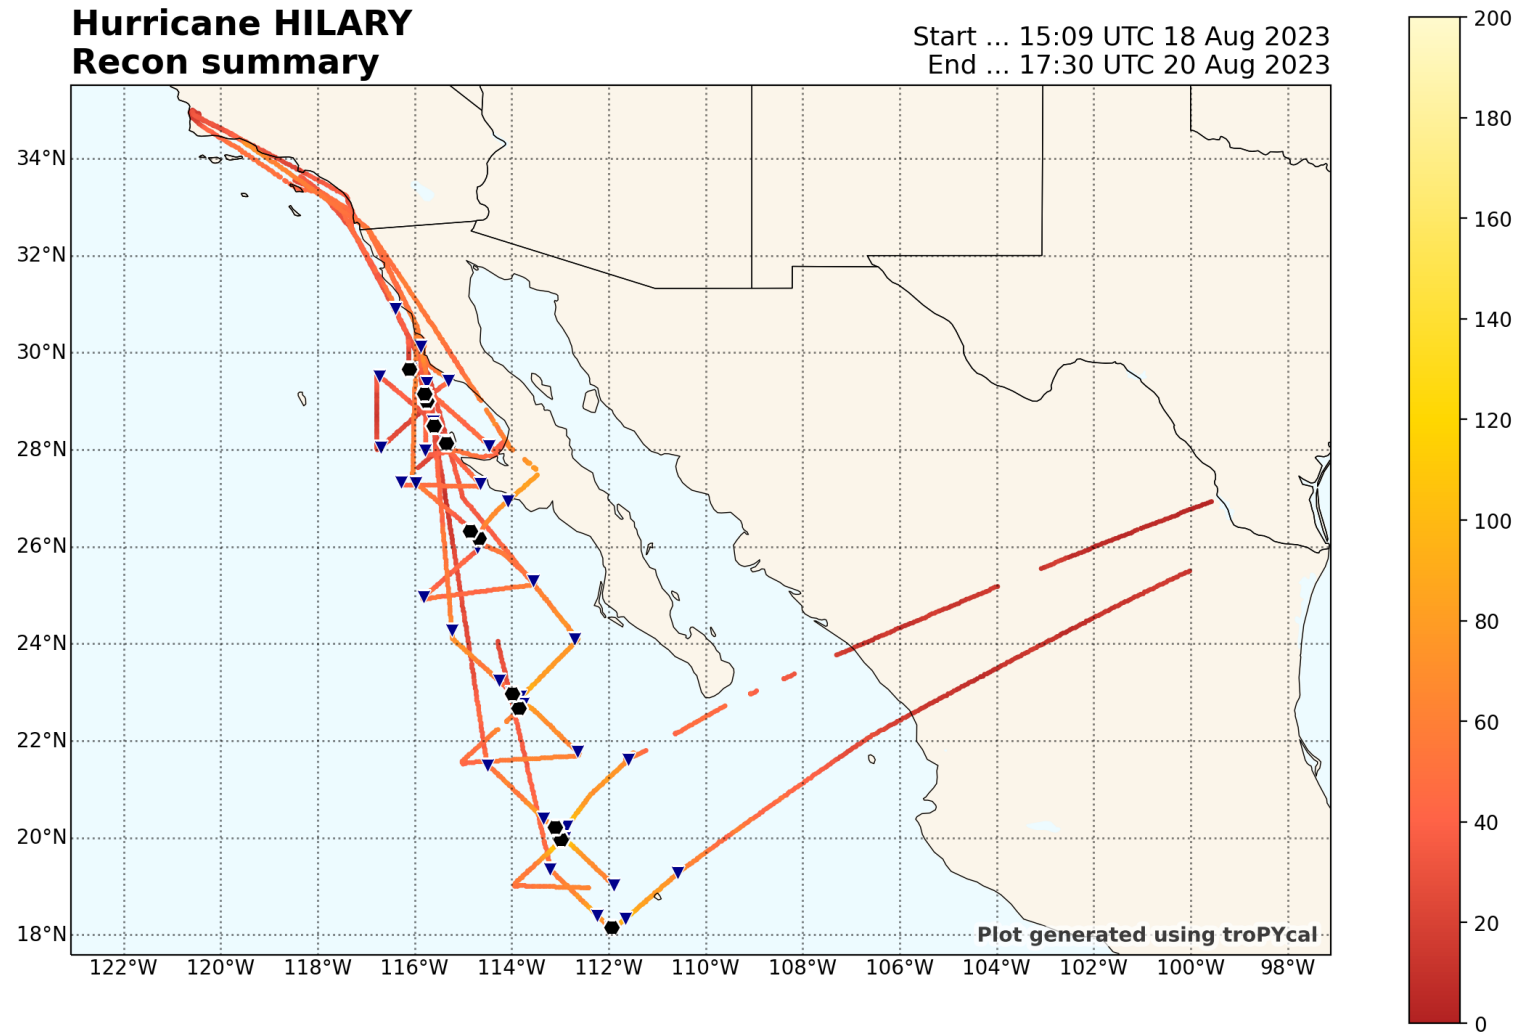 Hurricane HILARY
Recon summary
Start ... 15:09 UTC 18 Aug 2023
End ... 17:30 UTC 20 Aug 2023
34°N
32°N
30°N
28°N
26°N
24°N
22°N
20°N
18°N
122°W 120°W 118°W 116°W 114°W 112°W 110°W 108°W 106°W 104°W 102°W 100°W 98°W
Plot generated using troPYcal
200
180
160
140
120
100
80
60
40
20
0